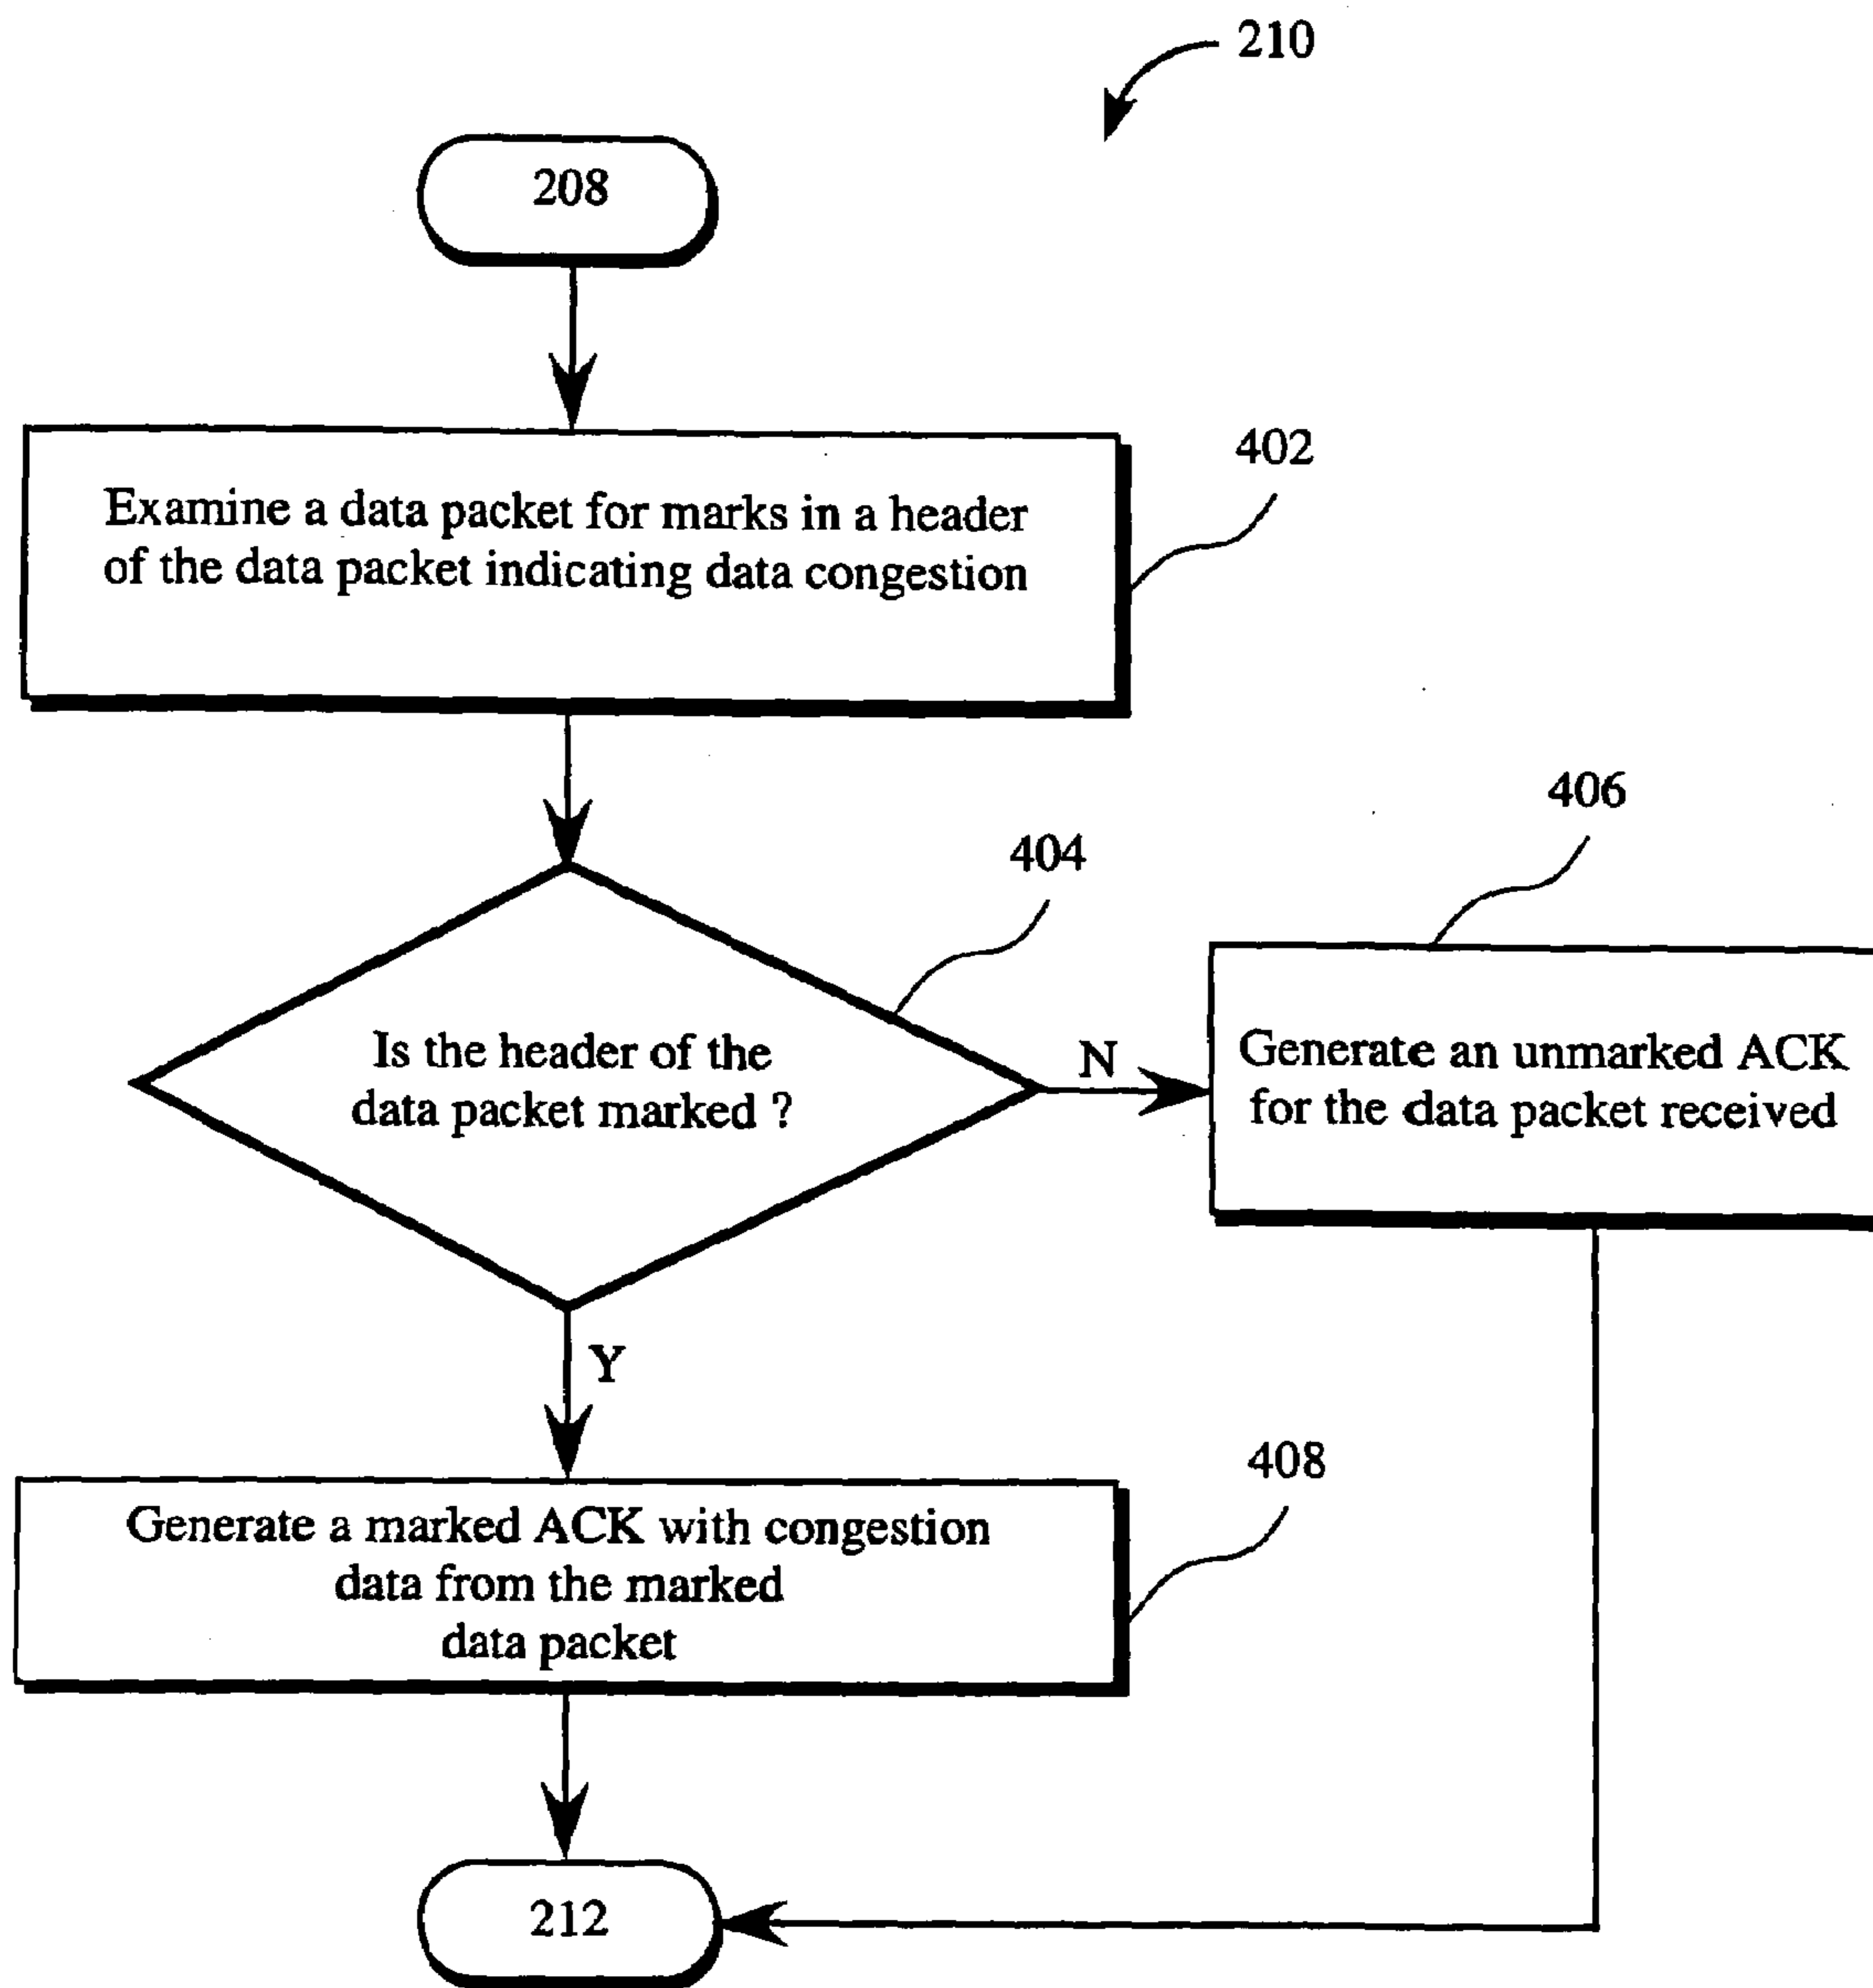 210
208
402
Examine a data packet for marks in a header
of the data packet indicating data congestion
406
404
Is the header of the
data packet marked ?
N
Generate an unmarked ACK
for the data packet received
Y
408
Generate a marked ACK with congestion
data from the marked
data packet
212